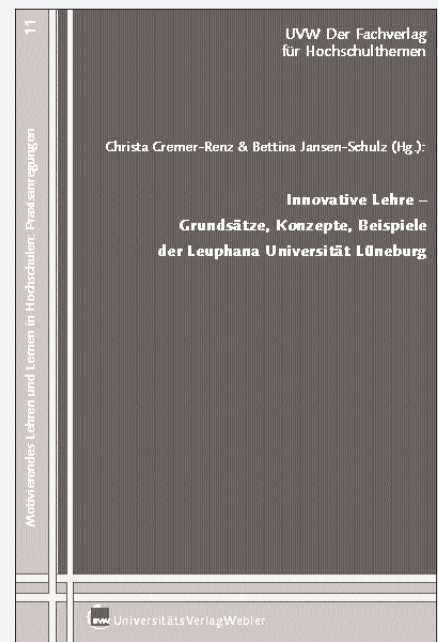 11
Motivierendes Lehren und Lernen in Hochschulen: Praxisanregungen
UVW Der Fachverlag
für Hochschulthemen
Christa Cremer-Renz & Bettina Jansen-Schulz (Hg.):
Innovative Lehre –
Grundsätze, Konzepte, Beispiele
der Leuphana Universität Lüneburg
UVW UniversitätsVerlagWebler